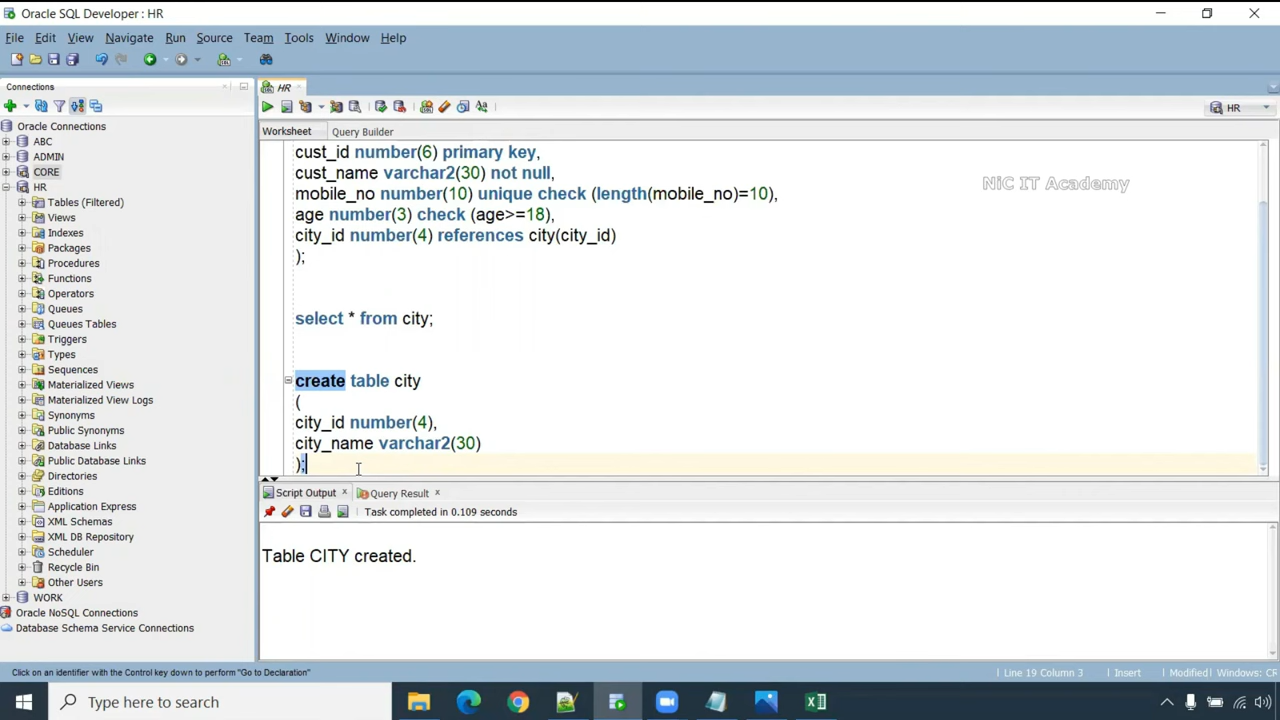 Oracle SQL Developer : HR
File Edit View Navigate Run Source Team Tools Window Help
Connections
Oracle Connections
ABC
ADMIN
CORE
HR
Tables (Filtered)
Views
Indexes
Packages
Procedures
Functions
Operators
Queues
Queues Tables
Triggers
Types
Sequences
Materialized Views
Materialized View Logs
Synonyms
Public Synonyms
Database Links
Public Database Links
Directories
Editions
Application Express
XML Schemas
XML DB Repository
Scheduler
Recycle Bin
Other Users
WORK
Oracle NoSQL Connections
Database Schema Service Connections
HR
HR
Worksheet Query Builder
cust_id number(6) primary key,
cust_name varchar2(30) not null,
mobile_no number(10) unique check (length(mobile_no)=10),
age number(3) check (age>=18),
city_id number(4) references city(city_id)
);
select * from city;
create table city
(
city_id number(4),
city_name varchar2(30)
);
NiC IT Academy
Script Output Query Result
Task completed in 0.109 seconds
Table CITY created.
Click on an identifier with the Control key down to perform "Go to Declaration"
Line 19 Column 3 Insert Modified Windows: CR
Type here to search